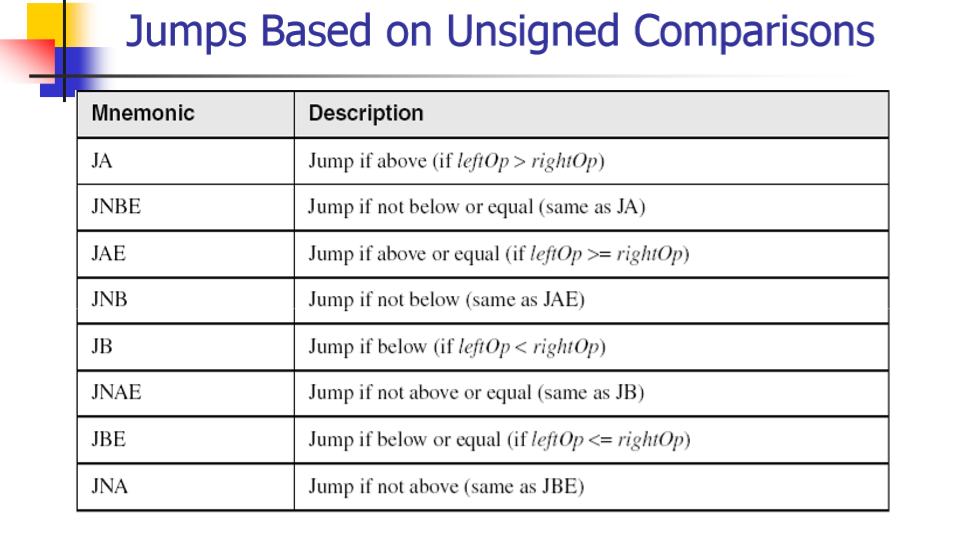 Jumps Based on Unsigned Comparisons
Mnemonic Description
JA Jump if above (if leftOp > rightOp)
JNBE Jump if not below or equal (same as JA)
JAE Jump if above or equal (if leftOp >= rightOp)
JNB Jump if not below (same as JAE)
JB Jump if below (if leftOp < rightOp)
JNAE Jump if not above or equal (same as JB)
JBE Jump if below or equal (if leftOp <= rightOp)
JNA Jump if not above (same as JBE)